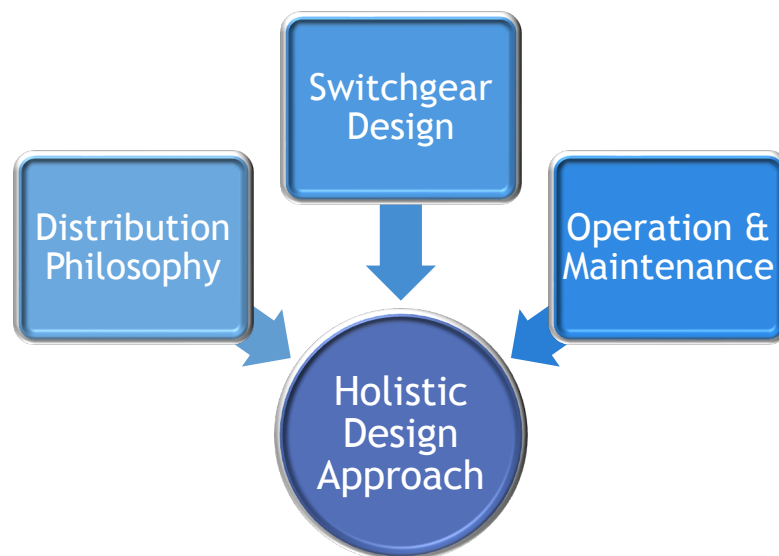 Switchgear
Design
Distribution
Philosophy
Operation &
Maintenance
Holistic
Design
Approach